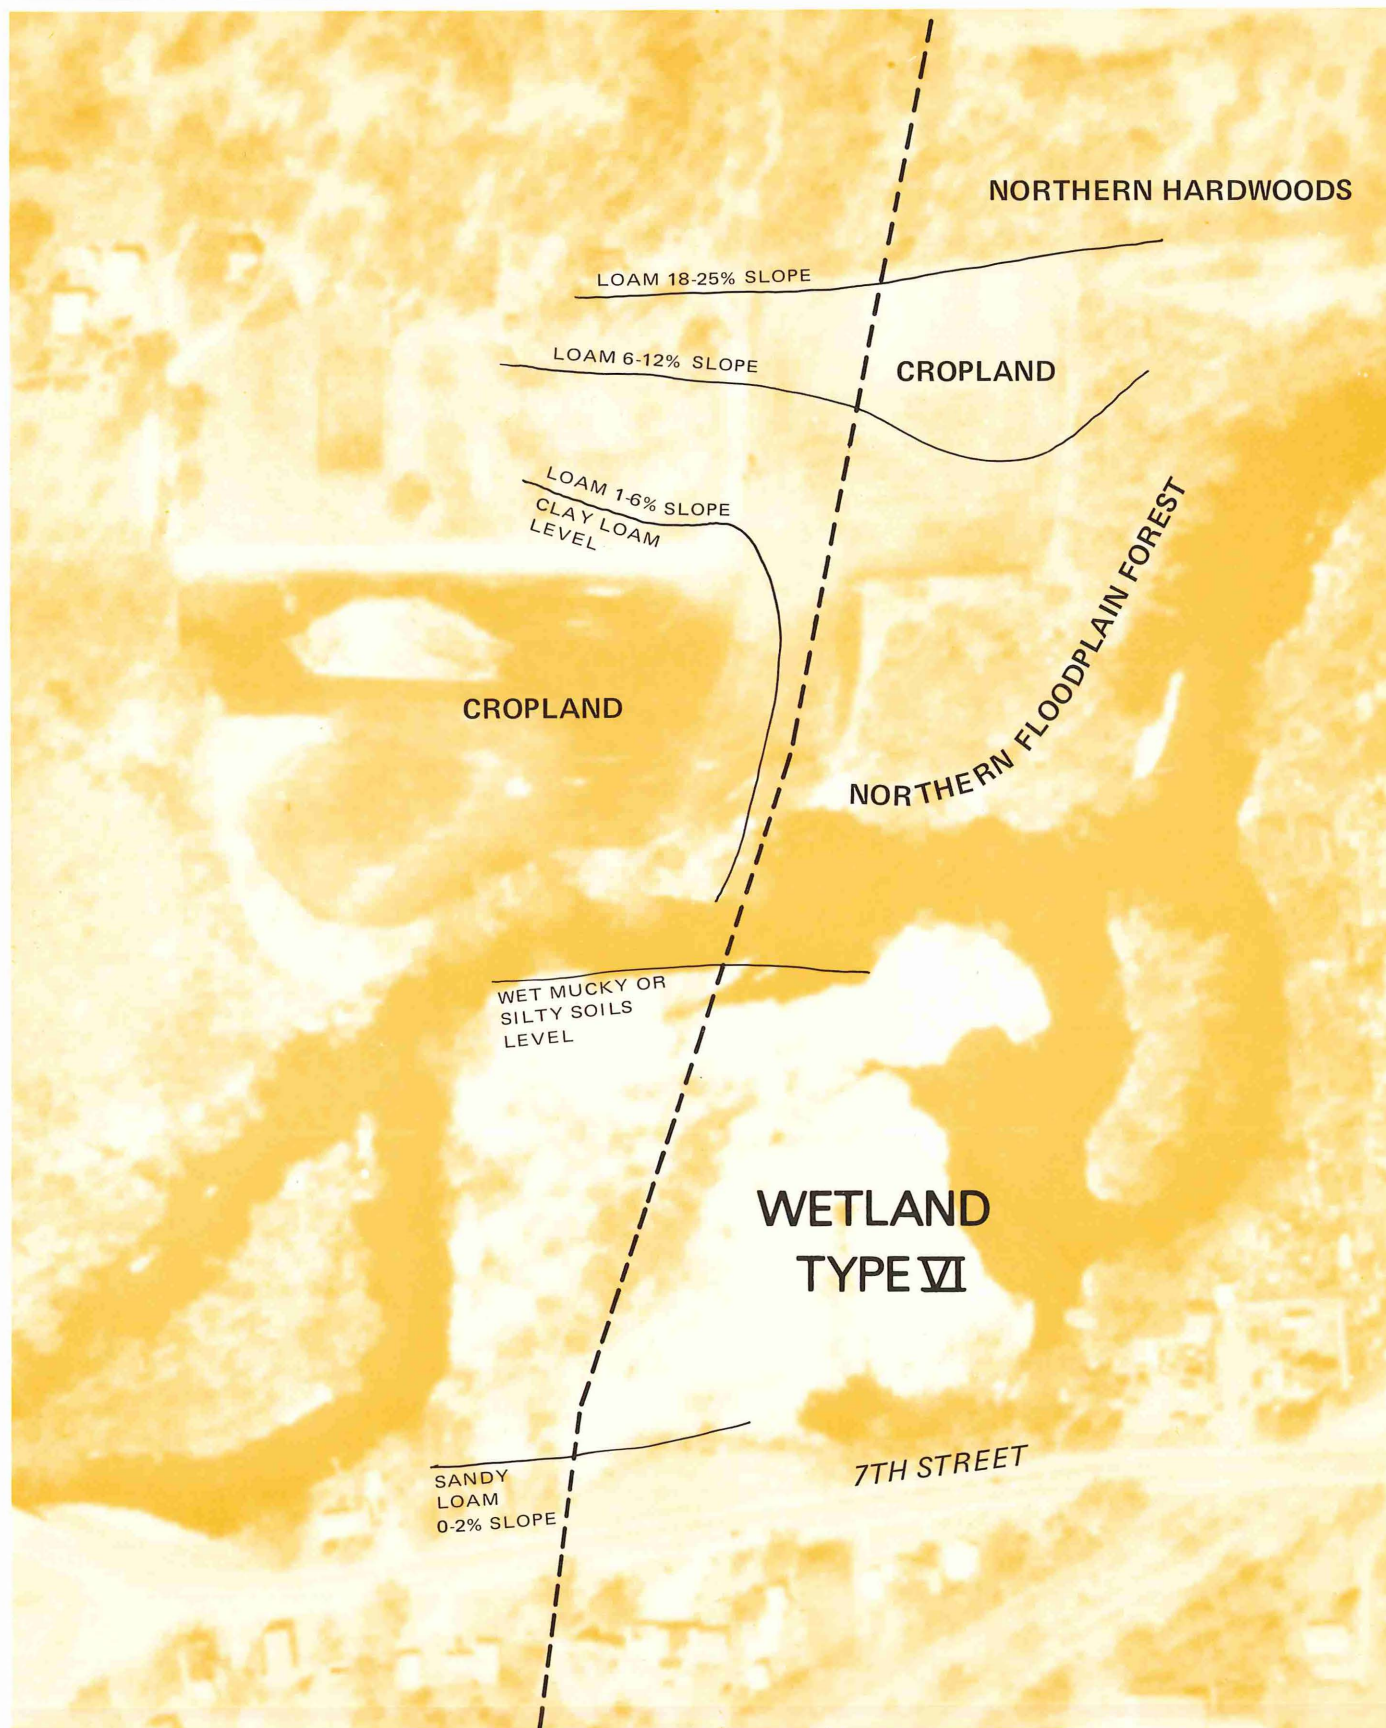 NORTHERN HARDWOODS
LOAM 18-25% SLOPE
LOAM 6-12% SLOPE
CROPLAND
LOAM 1-6% SLOPE
CLAY LOAM
LEVEL
NORTHERN FLOODPLAIN FOREST
CROPLAND
WET MUCKY OR
SILTY SOILS
LEVEL
WETLAND
TYPE VI
7TH STREET
SANDY
LOAM
0-2% SLOPE